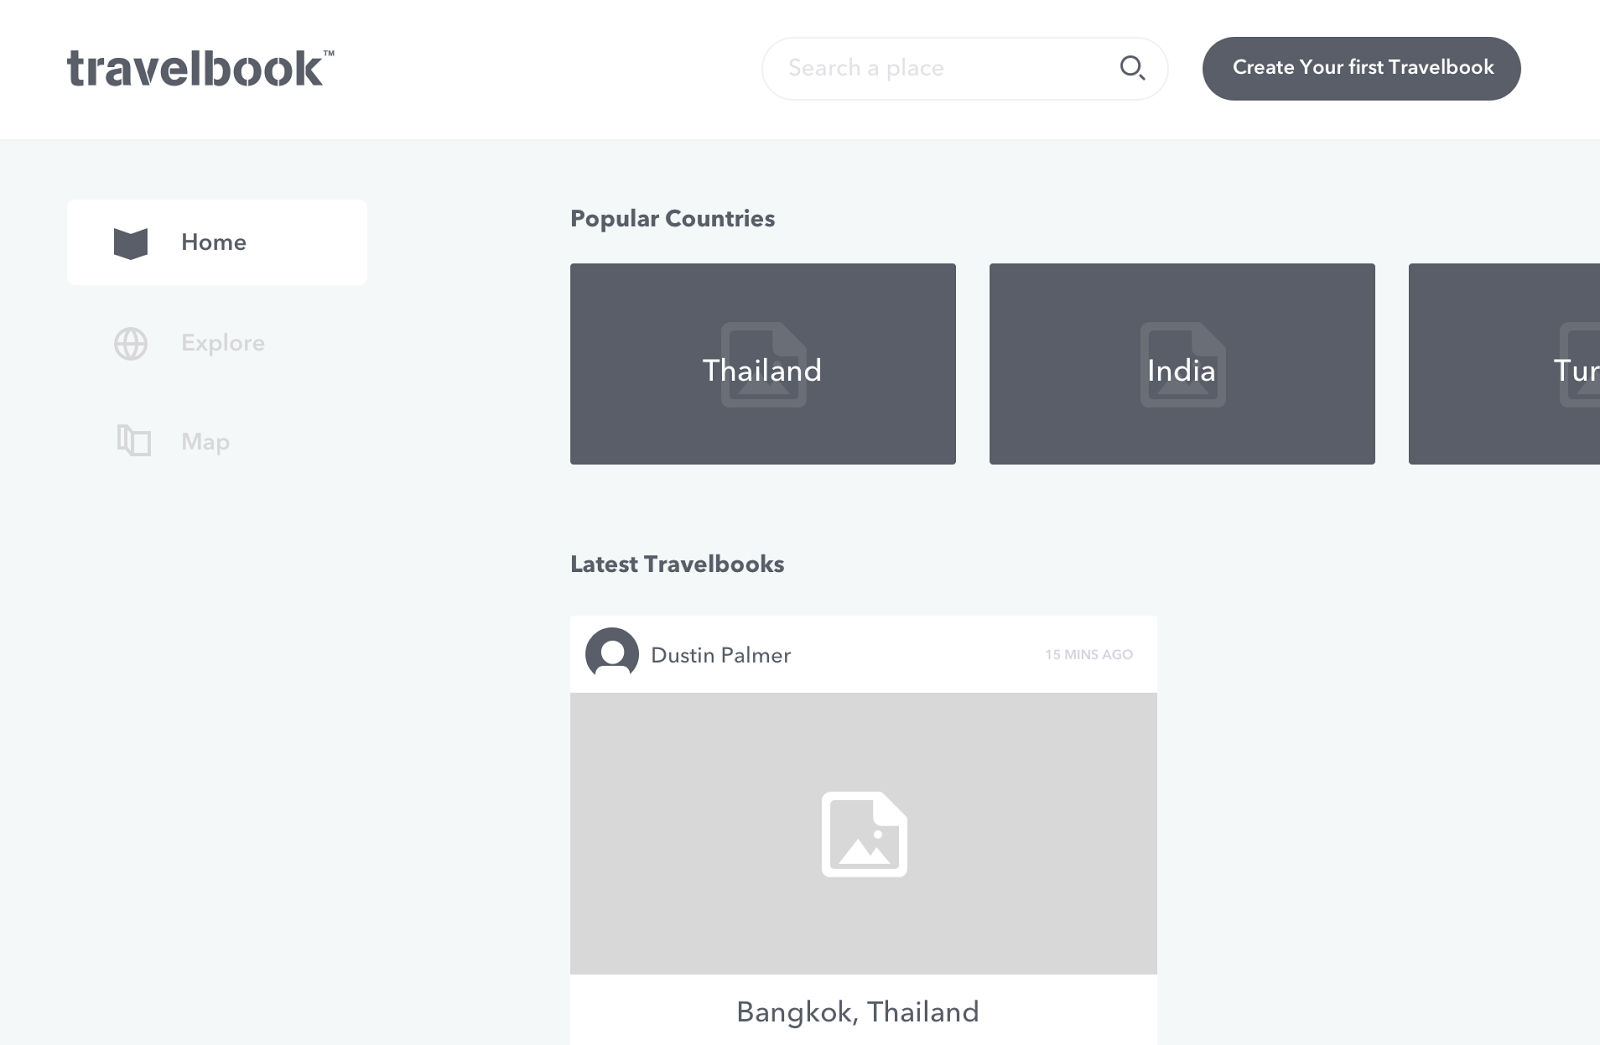 travelbook™
Search a place
Create Your first Travelbook
Home
Explore
Map
Popular Countries
Thailand
India
Tur
Latest Travelbooks
Dustin Palmer
15 MINS AGO
Bangkok, Thailand